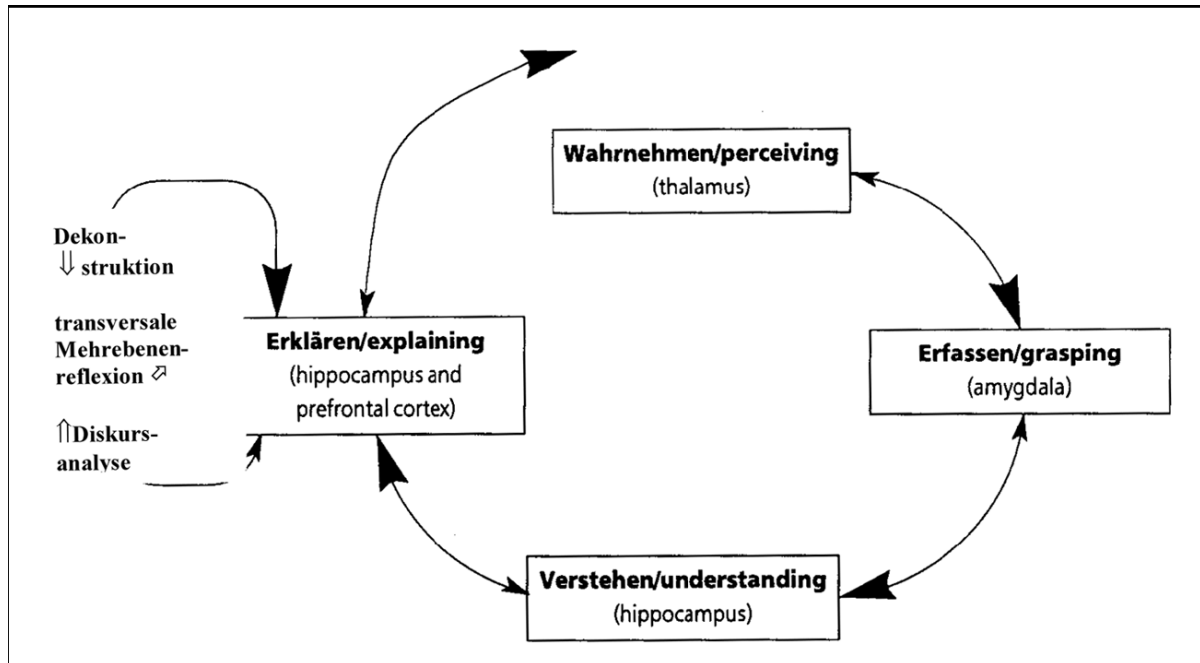 Wahrnehmen/perceiving
(thalamus)
Dekon-
⇓ struktion
transversale
Mehrebenen-
reflexion ⬀
⇑Diskurs-
analyse
Erklären/explaining
(hippocampus and
prefrontal cortex)
Erfassen/grasping
(amygdala)
Verstehen/understanding
(hippocampus)